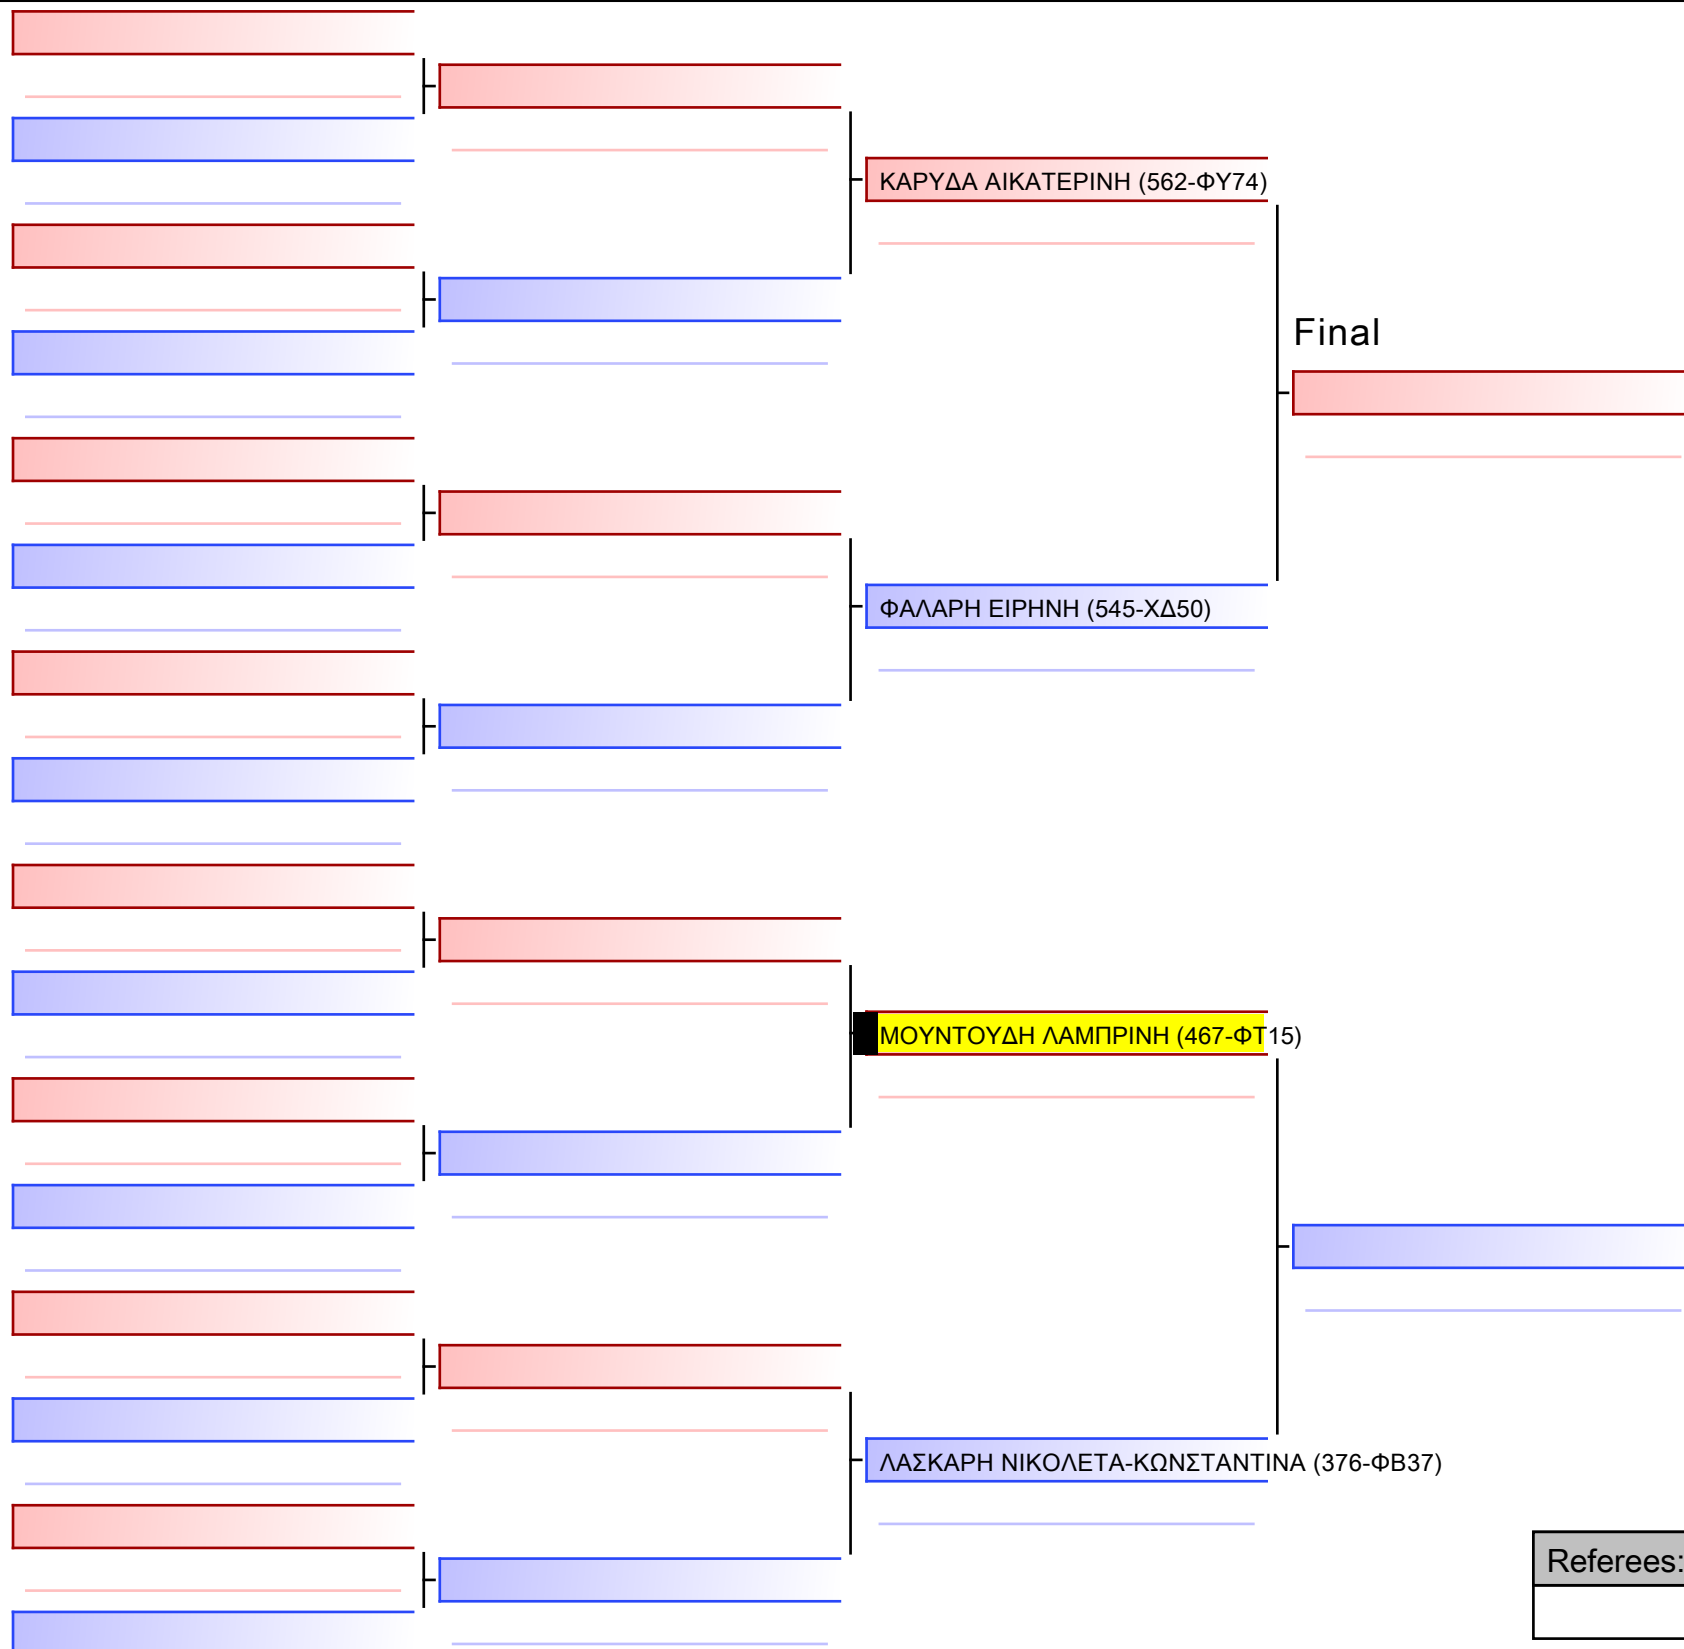 ΚΑΡΥΔΑ ΑΙΚΑΤΕΡΙΝΗ (562-ΦΥ74)
Final
ΦΑΛΑΡΗ ΕΙΡΗΝΗ (545-ΧΔ50)
ΜΟΥΝΤΟΥΔΗ ΛΑΜΠΡΙΝΗ (467-ΦΤ15)
ΛΑΣΚΑΡΗ ΝΙΚΟΛΕΤΑ-ΚΩΝΣΤΑΝΤΙΝΑ (376-ΦΒ37)
Referees: